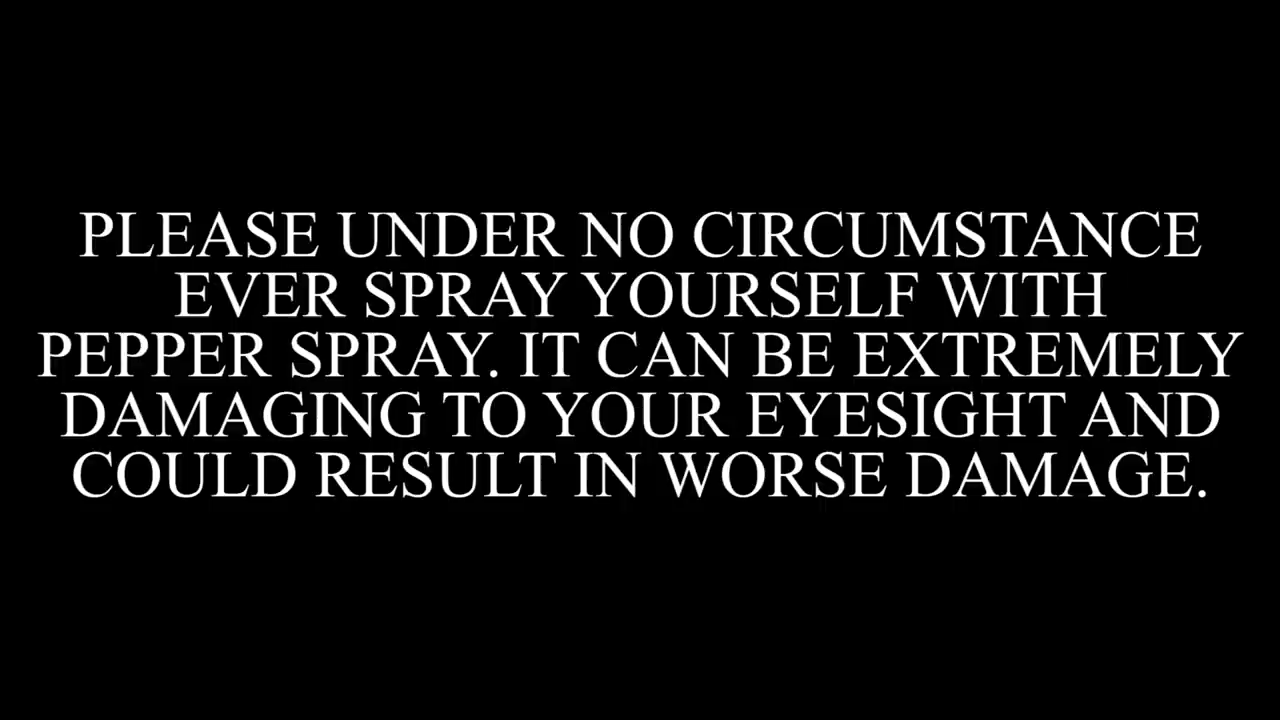 PLEASE UNDER NO CIRCUMSTANCE
EVER SPRAY YOURSELF WITH
PEPPER SPRAY. IT CAN BE EXTREMELY
DAMAGING TO YOUR EYESIGHT AND
COULD RESULT IN WORSE DAMAGE.